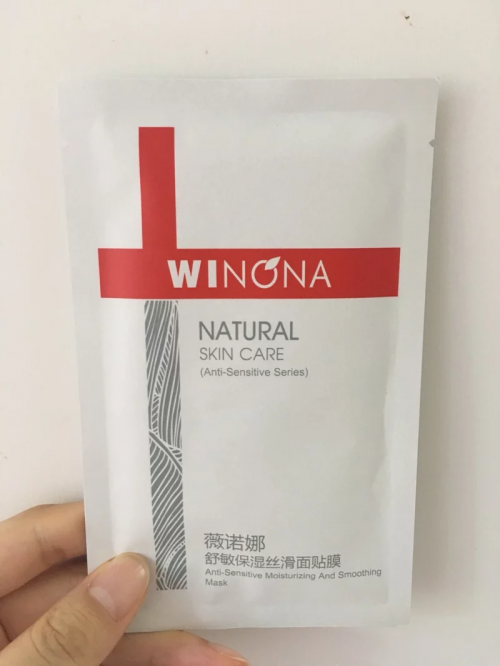 WINONA
NATURAL
SKIN CARE
(Anti-Sensitive Series)
薇诺娜
舒敏保湿丝滑面贴膜
Anti-Sensitive Moisturizing And Smoothing
Mask